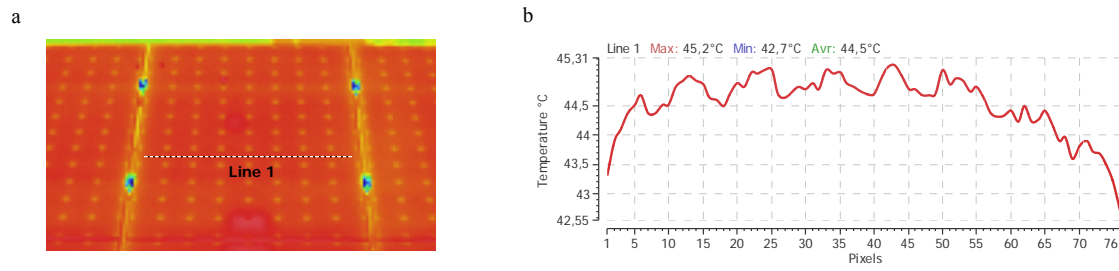 a
Line 1
b
Line 1 Max: 45,2°C Min: 42,7°C Avr: 44,5°C
45,31
44,5
44
43,5
43
42,55
Temperature °C
1 5 10 15 20 25 30 35 40 45 50 55 60 65 70 76
Pixels